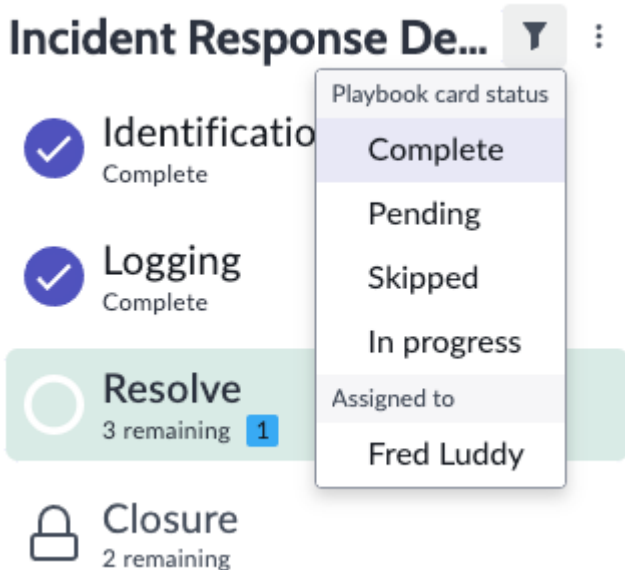 Incident Response De...
Playbook card status
Identificatio
Complete
Complete
Pending
Logging
Complete
Skipped
In progress
Resolve
3 remaining 1
Assigned to
Fred Luddy
Closure
2 remaining